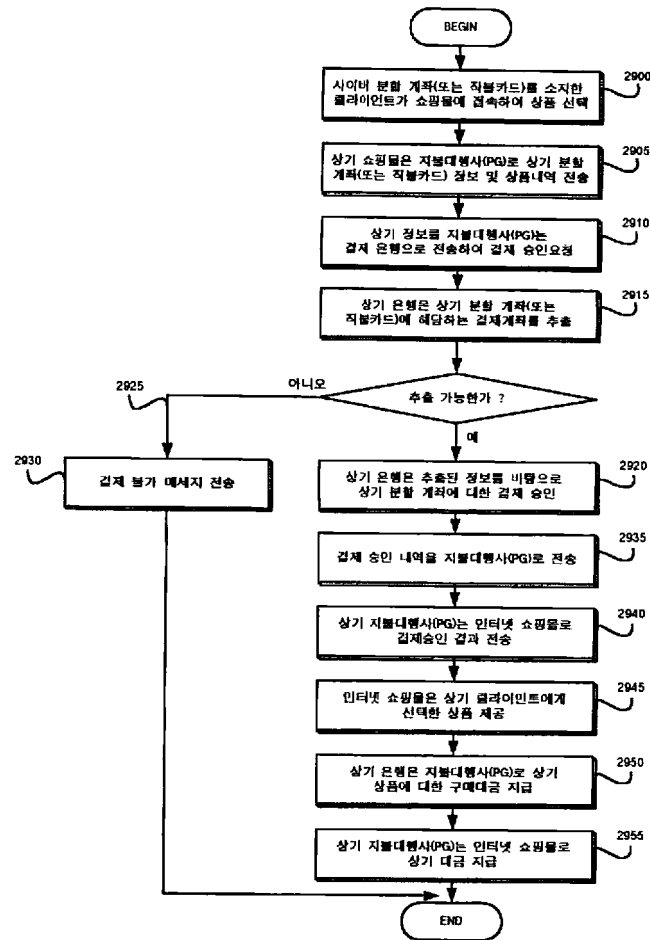 BEGIN
사이버 분할 계좌(또는 직불카드)를 소지한
클라이언트가 쇼핑몰에 접속하여 상품 선택
2900
상기 쇼핑몰은 지불대행사(PG)로 상기 분할
계좌(또는 직불카드) 정보 및 상품내역 전송
2905
상기 정보를 지불대행사(PG)는
결제 은행으로 전송하여 결제 승인요청
2910
상기 은행은 상기 분할 계좌(또는
직불카드)에 해당하는 결제계좌를 추출
2915
추출 가능한가 ?
아니오
2925
예
2930
결제 불가 메세지 전송
상기 은행은 추출된 정보를 바탕으로
상기 분할 계좌에 대한 결제 승인
2920
결제 승인 내역을 지불대행사(PG)로 전송
2935
상기 지불대행사(PG)는 인터넷 쇼핑몰로
결제승인 결과 전송
2940
인터넷 쇼핑몰은 상기 클라이언트에게
선택한 상품 제공
2945
상기 은행은 지불대행사(PG)로 상기
상품에 대한 구매대금 지급
2950
상기 지불대행사(PG)는 인터넷 쇼핑몰로
상기 대금 지급
2955
END